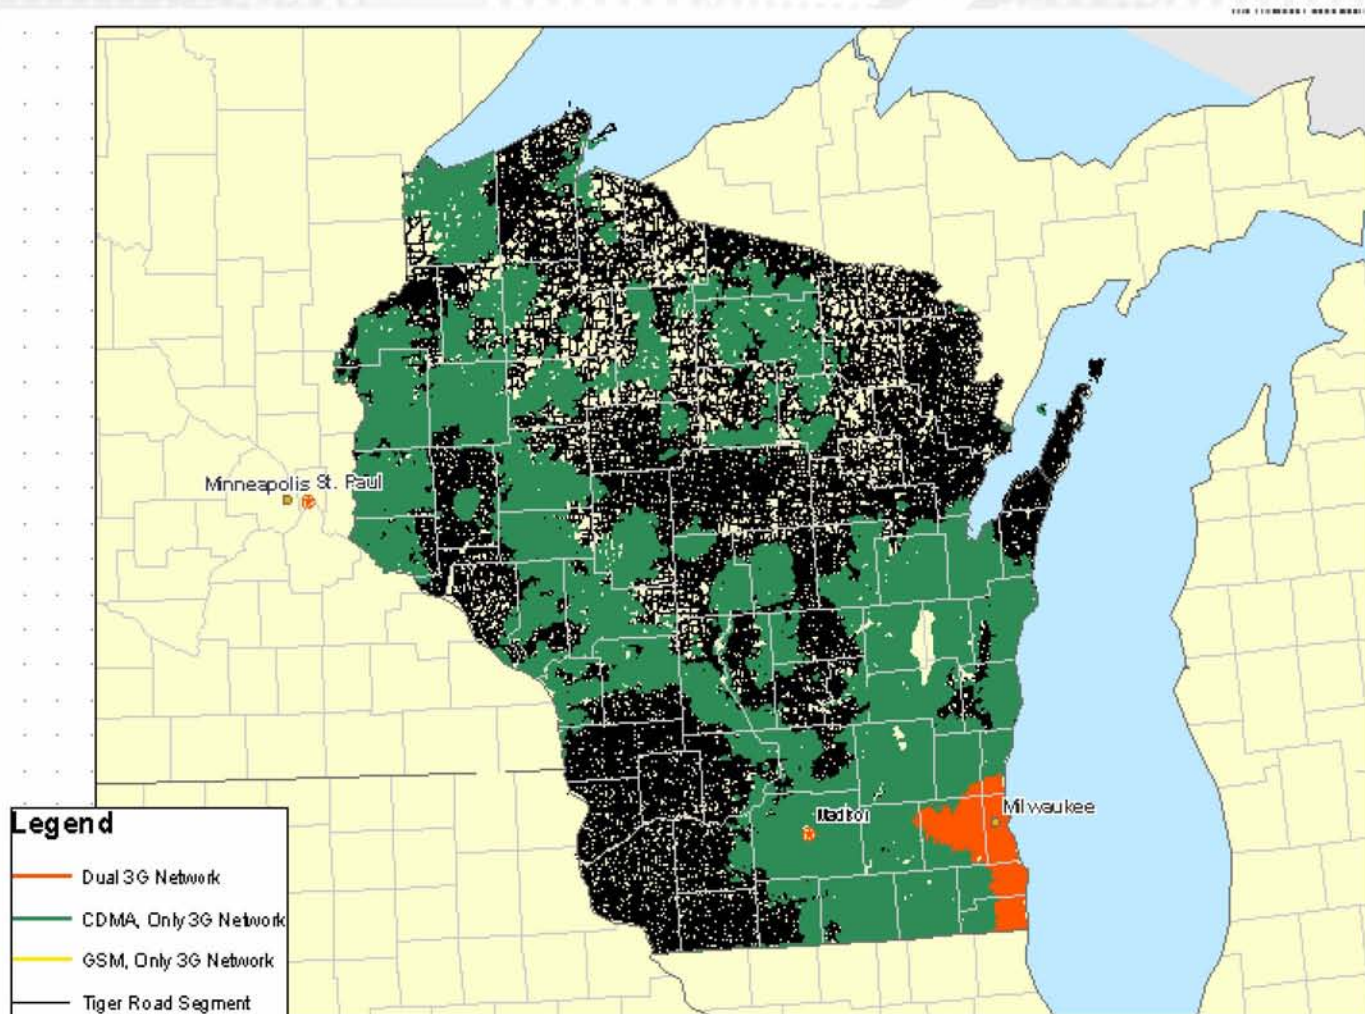 Minneapolis St. Paul
Madison
Milwaukee
Legend
Dual 3G Network
CDMA, Only 3G Network
GSM, Only 3G Network
Tiger Road Segment